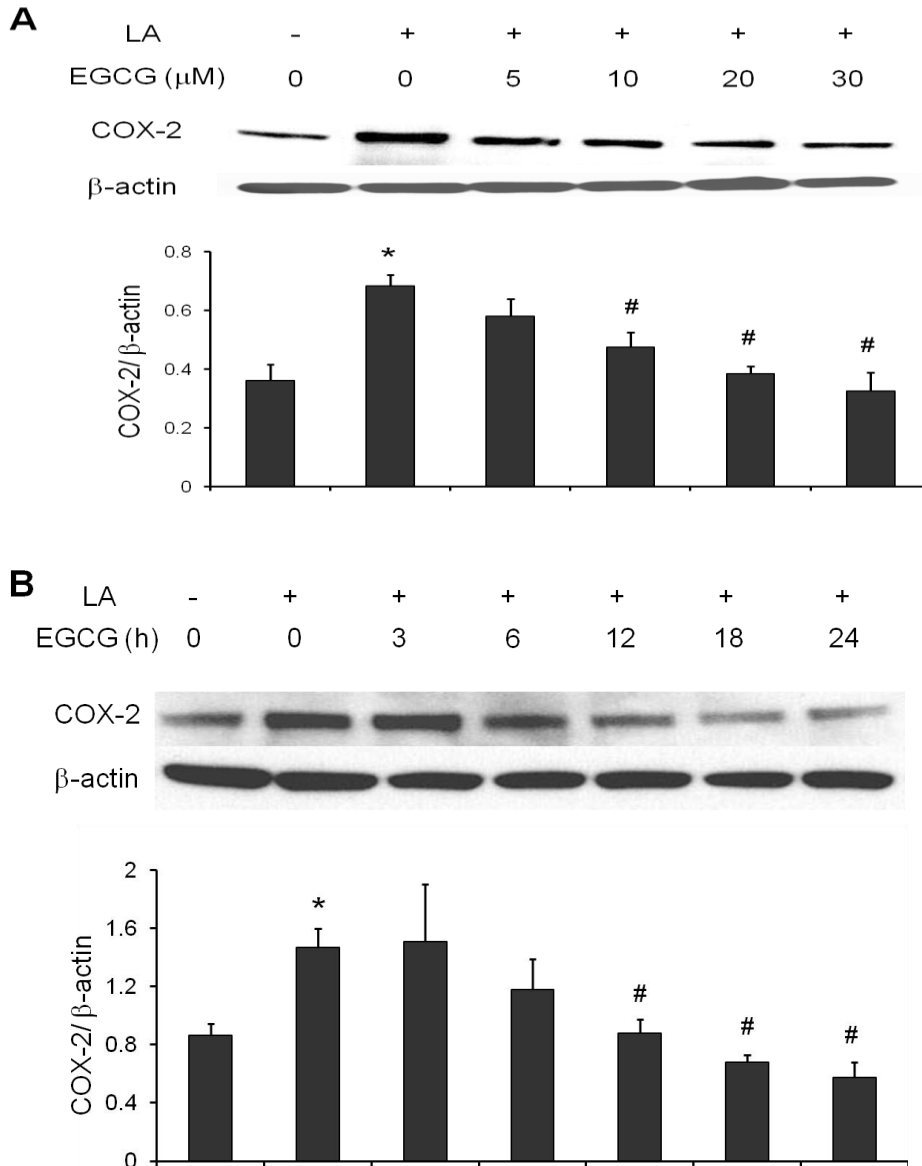 A
LA - + + + + +
EGCG (μM) 0 0 5 10 20 30
COX-2
β-actin
COX-2/β-actin
0.8
0.6
0.4
0.2
0
* # # #
B
LA - + + + + + +
EGCG (h) 0 0 3 6 12 18 24
COX-2
β-actin
COX-2/β-actin
2
1.6
1.2
0.8
0.4
0
* # # #